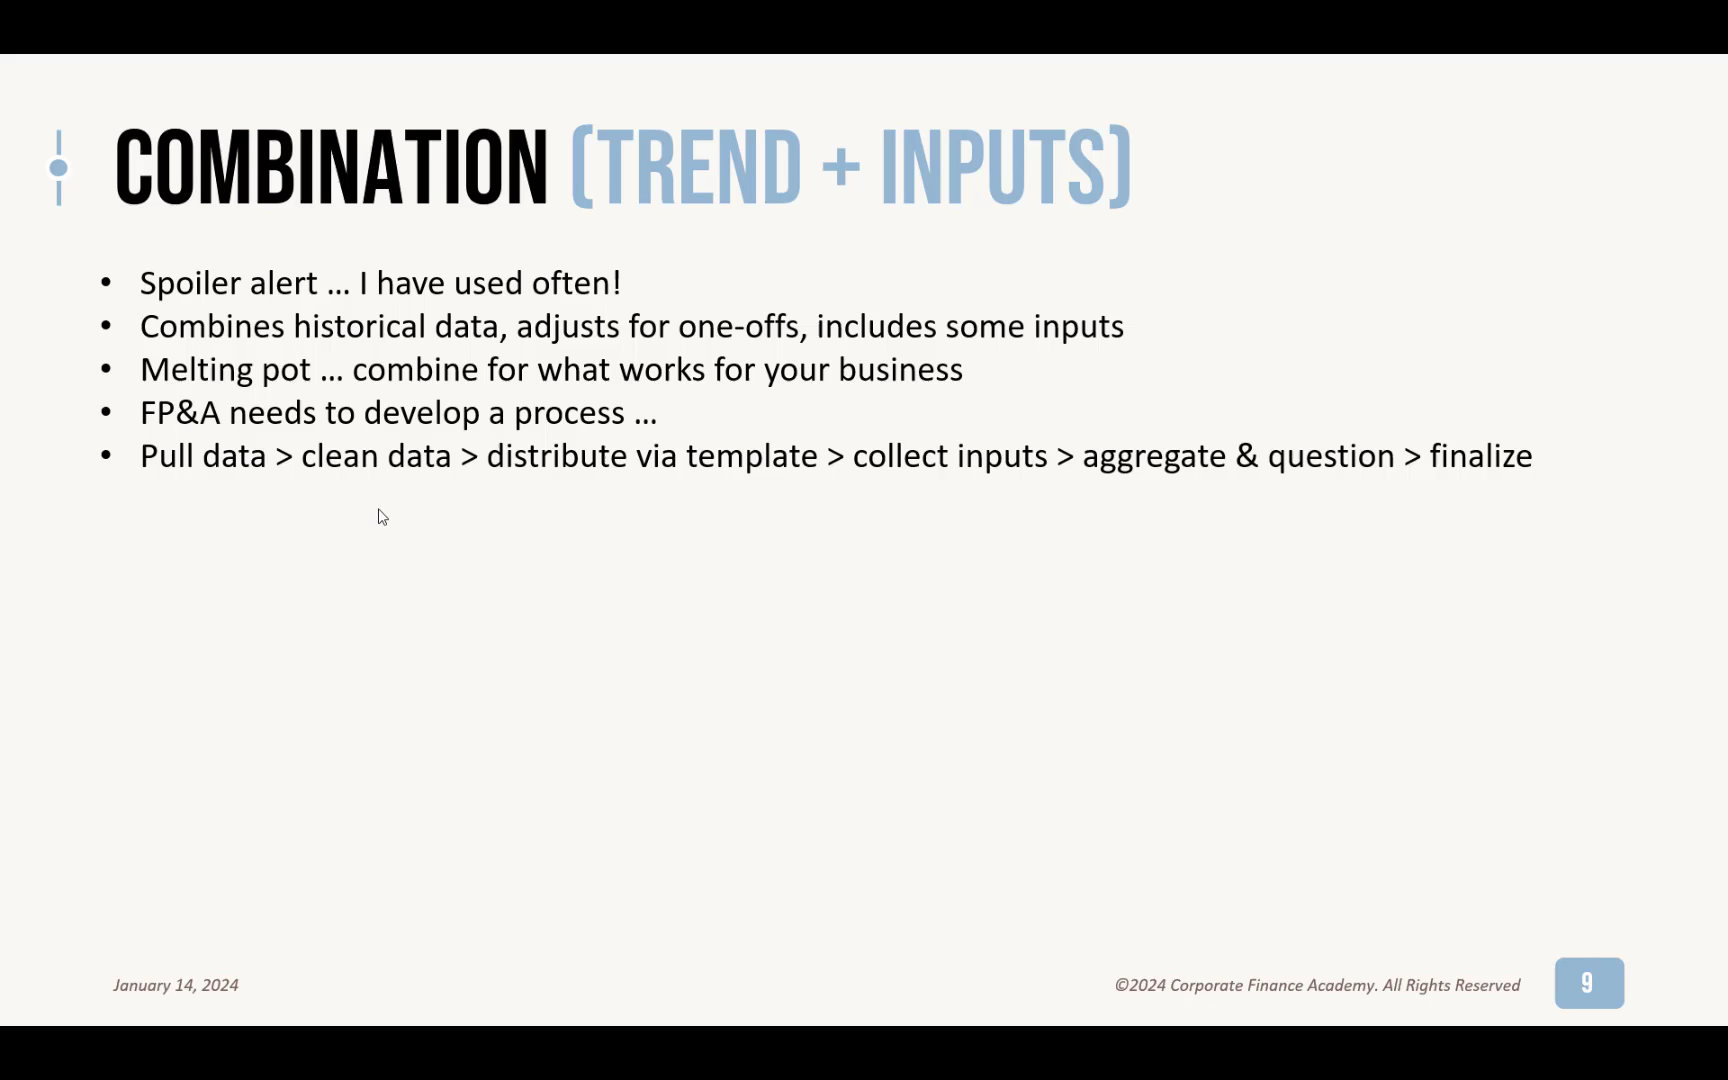 COMBINATION (TREND + INPUTS)
• Spoiler alert ... I have used often!
• Combines historical data, adjusts for one-offs, includes some inputs
• Melting pot ... combine for what works for your business
• FP&A needs to develop a process ...
• Pull data > clean data > distribute via template > collect inputs > aggregate & question > finalize
January 14, 2024
©2024 Corporate Finance Academy. All Rights Reserved
9